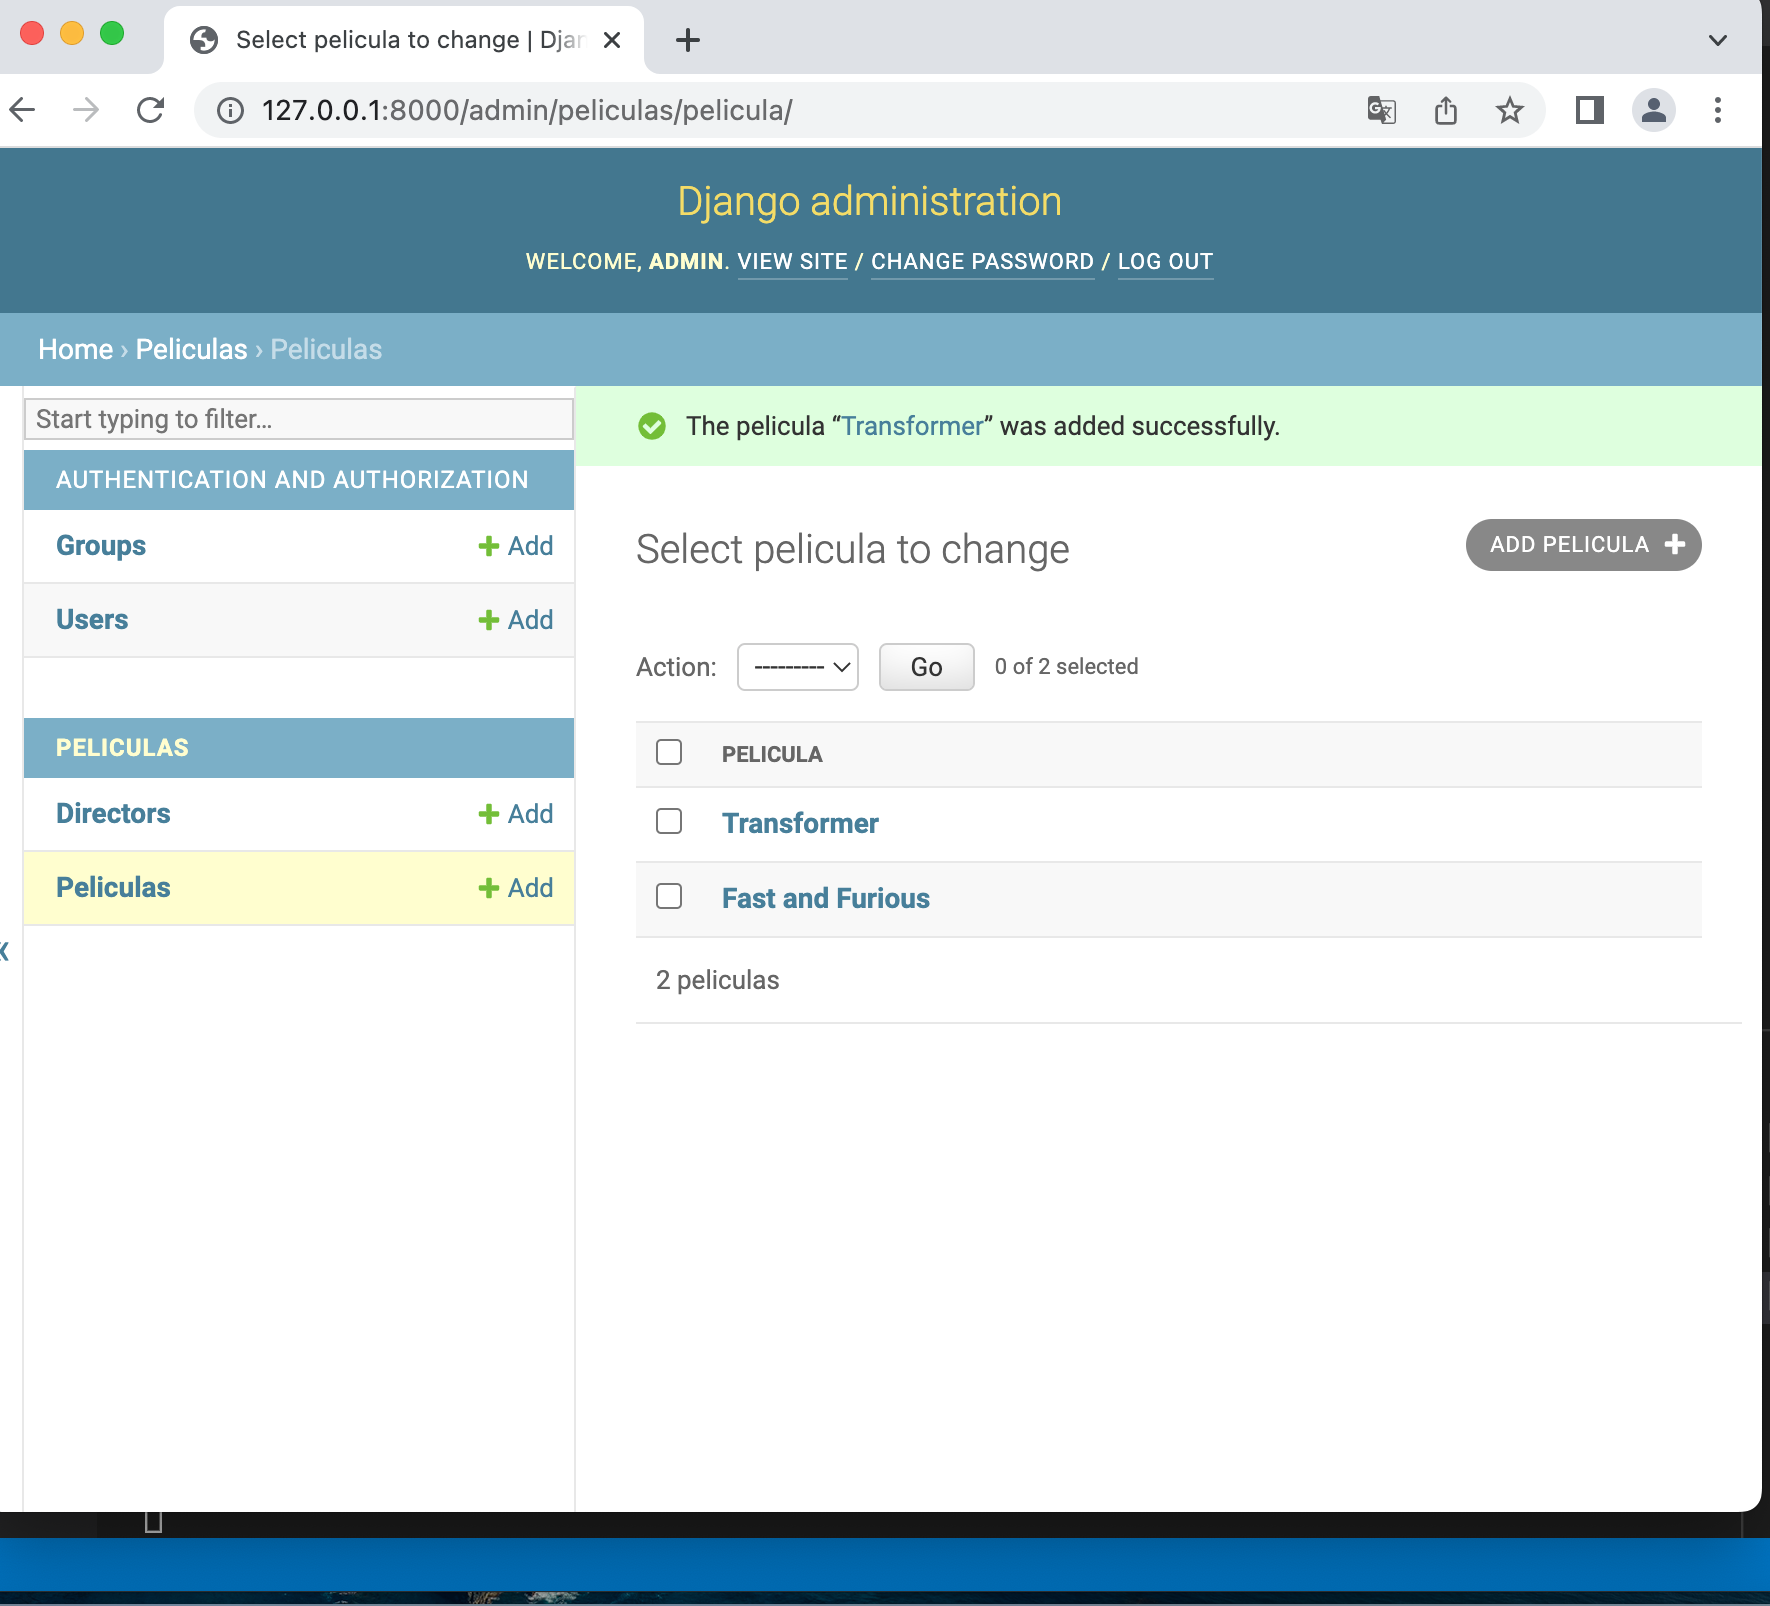 Select pelicula to change | Djan
127.0.0.1:8000/admin/peliculas/pelicula/
Django administration
WELCOME, ADMIN. VIEW SITE / CHANGE PASSWORD / LOG OUT
Home › Peliculas › Peliculas
Start typing to filter...
AUTHENTICATION AND AUTHORIZATION
Groups + Add
Users + Add
PELICULAS
Directors + Add
Peliculas + Add
«
The pelicula “Transformer” was added successfully.
Select pelicula to change
ADD PELICULA +
Action: --------- Go 0 of 2 selected
PELICULA
Transformer
Fast and Furious
2 peliculas